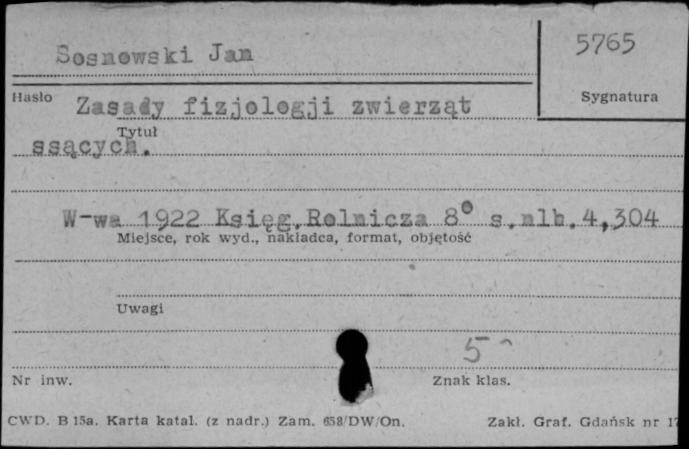 Sosnowski Jan
5765
Hasło
Sygnatura
Zasady fizjologji zwierząt
Tytuł
ssących.
W-wa 1922 Księg.Rolnicza 8° s.nlb.4,304
Miejsce, rok wyd., nakładca, format, objętość
Uwagi
5
Nr inw.
Znak klas.
CWD. B 15a. Karta katal. (z nadr.) Zam. 658/DW/On.
Zakł. Graf. Gdańsk nr 17